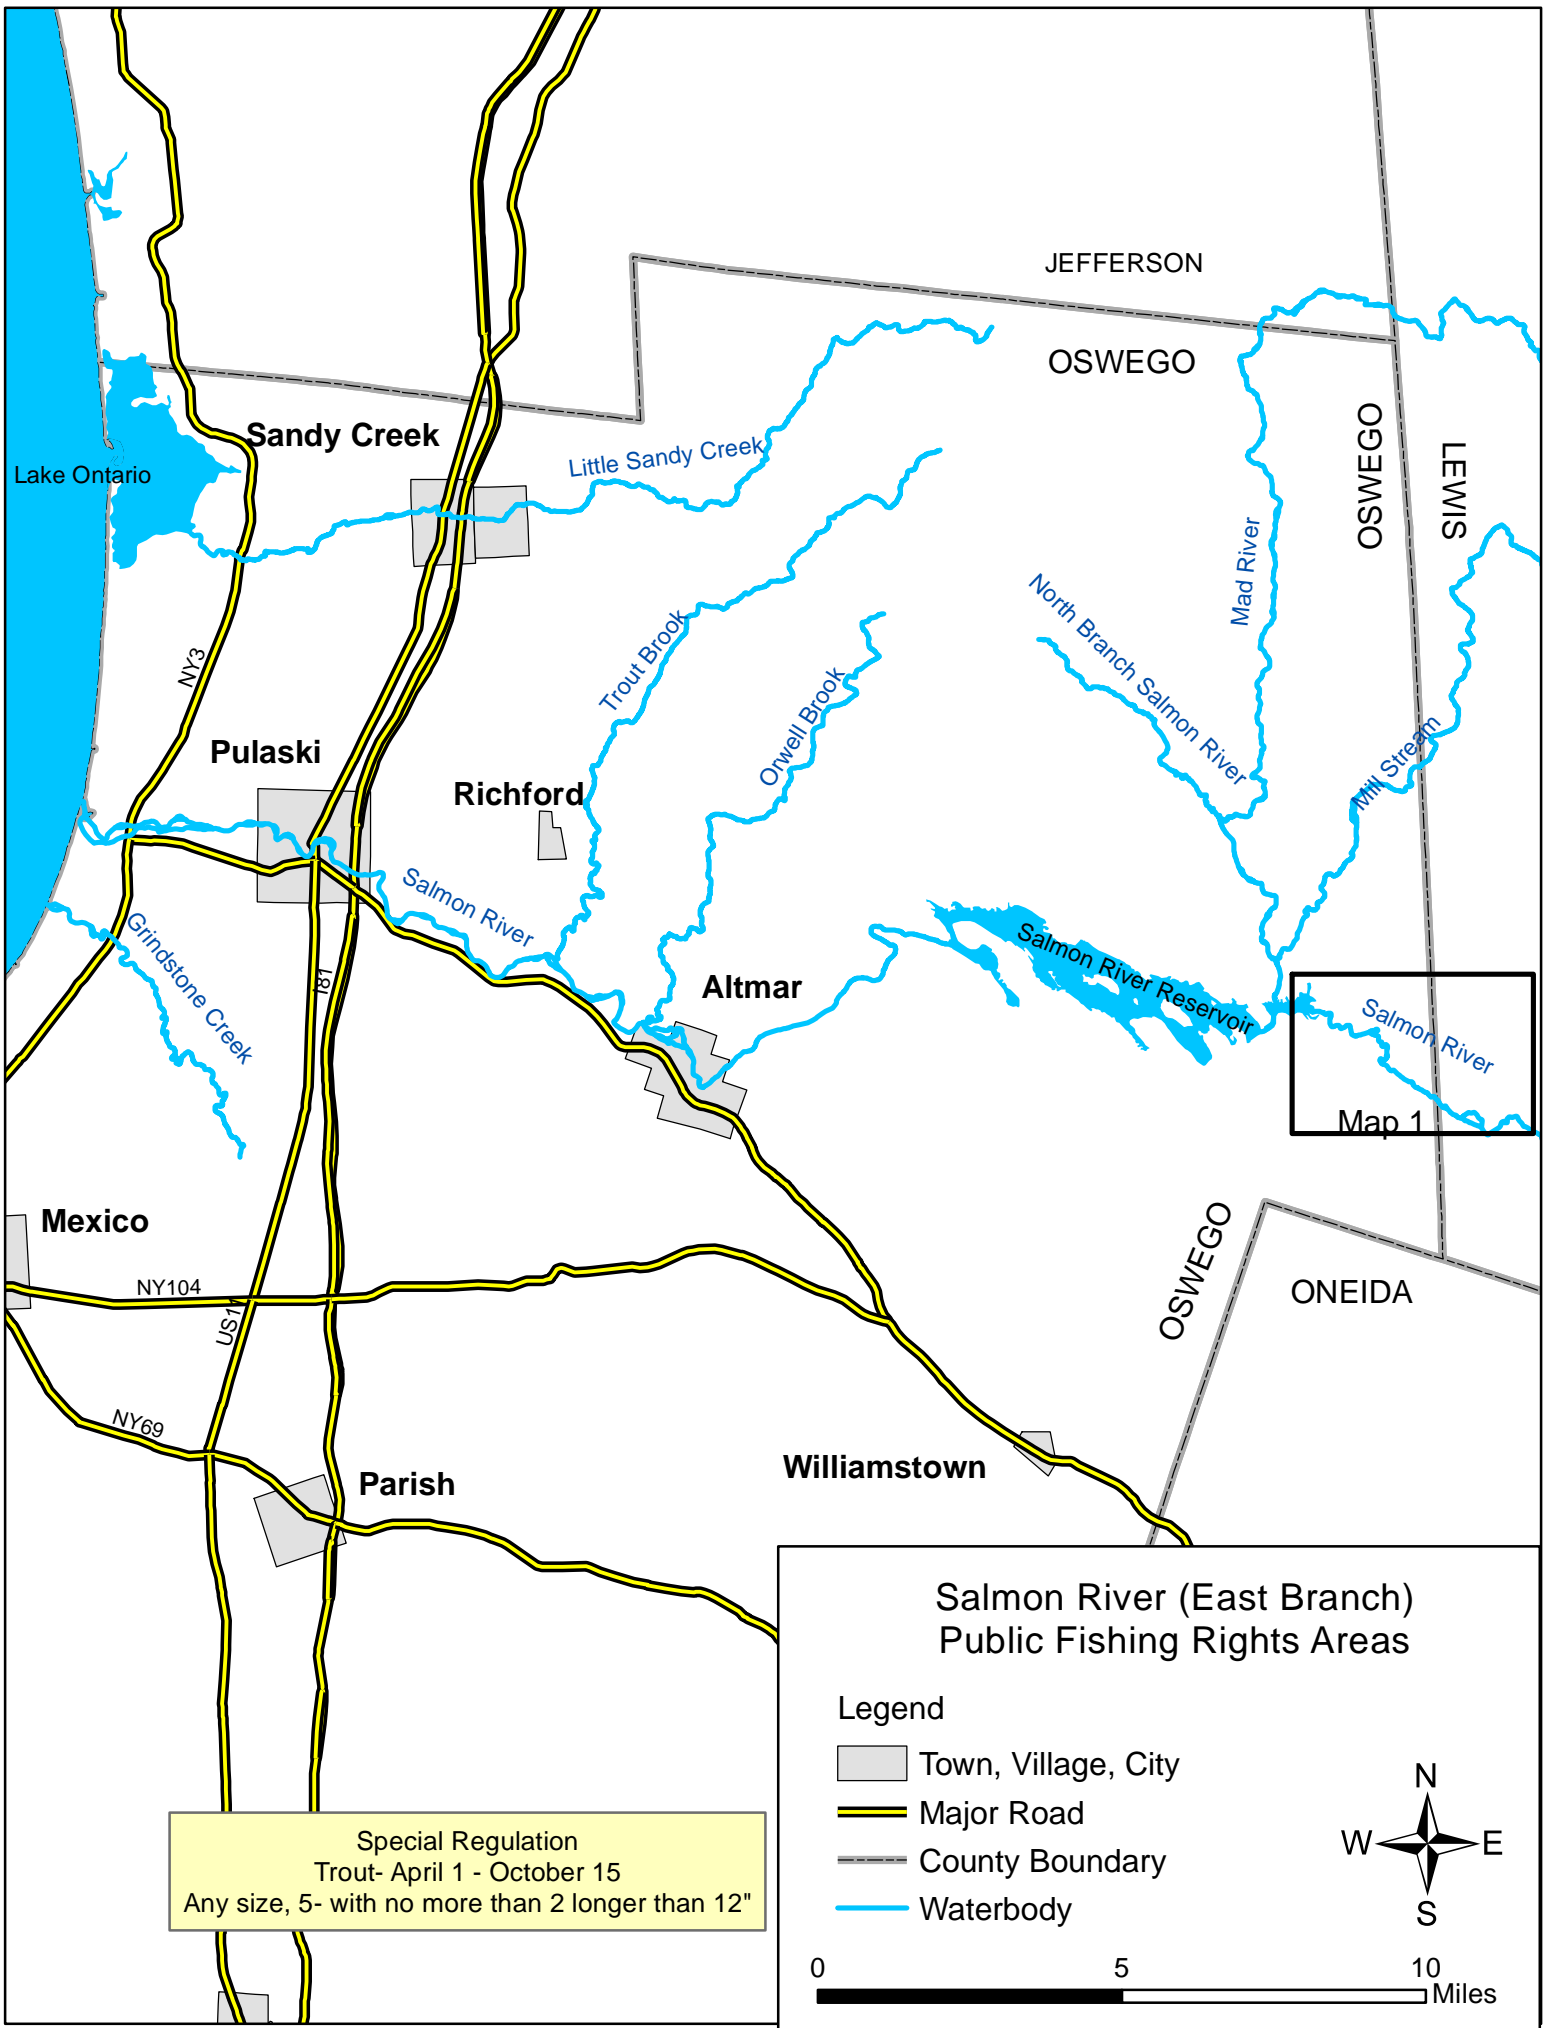 JEFFERSON
OSWEGO
OSWEGO
LEWIS
Sandy Creek
Little Sandy Creek
Lake Ontario
Mad River
North Branch Salmon River
NY3
Trout Brook
Orwell Brook
Mill Stream
Pulaski
Richford
Salmon River
Grindstone Creek
I81
Altmar
Salmon River Reservoir
Salmon River
Map 1
Mexico
NY104
US11
OSWEGO
ONEIDA
NY69
Parish
Williamstown
Salmon River (East Branch)
Public Fishing Rights Areas
Legend
Town, Village, City
Major Road
County Boundary
Waterbody
N
W E
S
0 5 10
Miles
Special Regulation
Trout- April 1 - October 15
Any size, 5- with no more than 2 longer than 12"